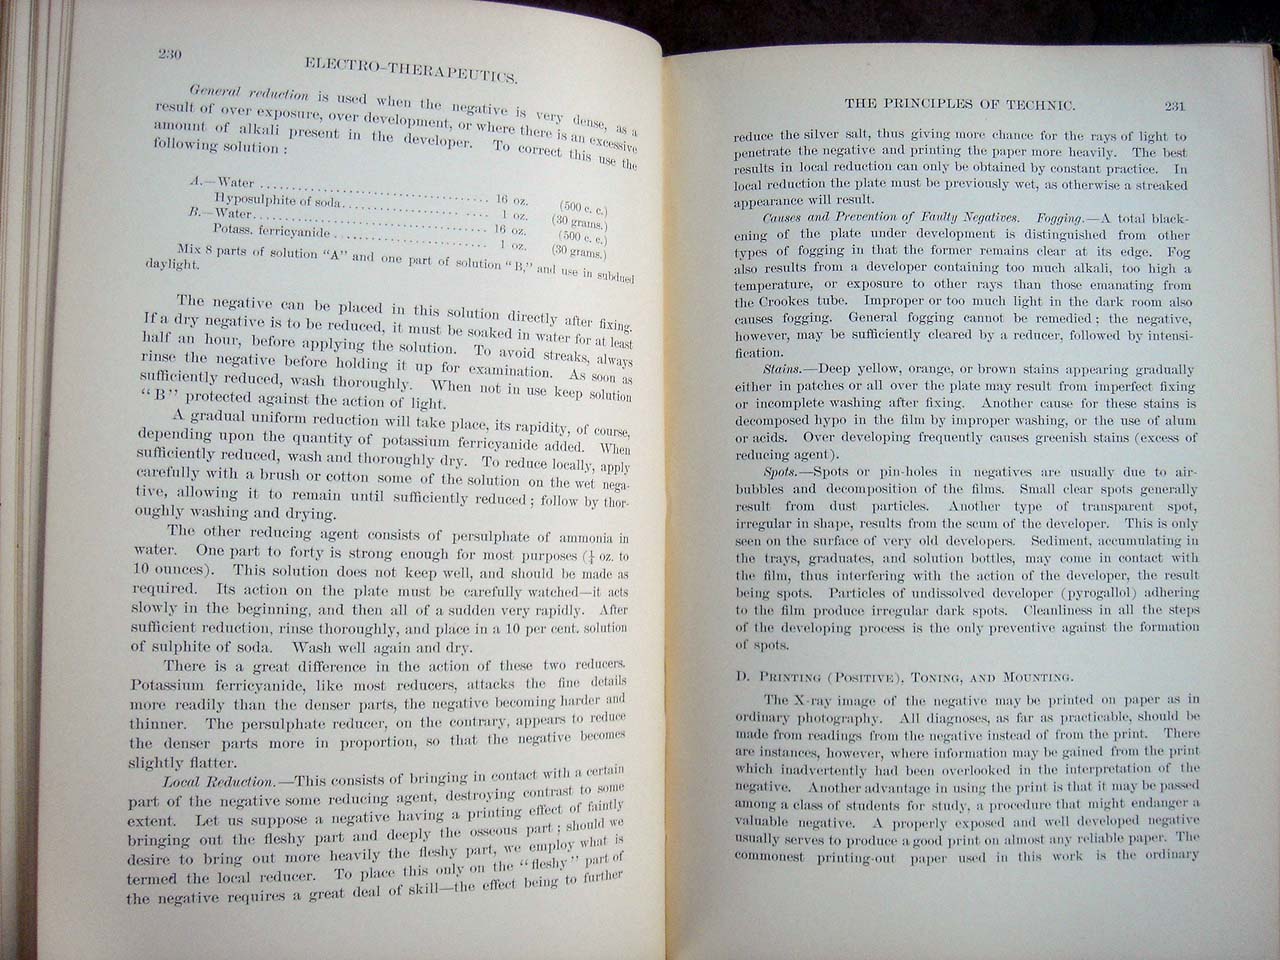 230
ELECTRO-THERAPEUTICS.
General reduction is used when the negative is very dense, as a
result of over exposure, over development, or where there is an excessive
amount of alkali present in the developer. To correct this use the
following solution :
A.—Water .............................. 16 oz. (500 c. c.)
Hyposulphite of soda.................... 1 oz. (30 grams.)
B.—Water.............................. 16 oz. (500 c. c.)
Potass. ferricyanide .................... 1 oz. (30 grams.)
Mix 8 parts of solution "A" and one part of solution "B," and use in subdued
daylight.
The negative can be placed in this solution directly after fixing.
If a dry negative is to be reduced, it must be soaked in water for at least
half an hour, before applying the solution. To avoid streaks, always
rinse the negative before holding it up for examination. As soon as
sufficiently reduced, wash thoroughly. When not in use keep solution
"B" protected against the action of light.
A gradual uniform reduction will take place, its rapidity, of course,
depending upon the quantity of potassium ferricyanide added. When
sufficiently reduced, wash and thoroughly dry. To reduce locally, apply
carefully with a brush or cotton some of the solution on the wet nega-
tive, allowing it to remain until sufficiently reduced ; follow by thor-
oughly washing and drying.
The other reducing agent consists of persulphate of ammonia in
water. One part to forty is strong enough for most purposes (¼ oz. to
10 ounces). This solution does not keep well, and should be made as
required. Its action on the plate must be carefully watched—it acts
slowly in the beginning, and then all of a sudden very rapidly. After
sufficient reduction, rinse thoroughly, and place in a 10 per cent. solution
of sulphite of soda. Wash well again and dry.
There is a great difference in the action of these two reducers.
Potassium ferricyanide, like most reducers, attacks the fine details
more readily than the denser parts, the negative becoming harder and
thinner. The persulphate reducer, on the contrary, appears to reduce
the denser parts more in proportion, so that the negative becomes
slightly flatter.
Local Reduction.—This consists of bringing in contact with a certain
part of the negative some reducing agent, destroying contrast to some
extent. Let us suppose a negative having a printing effect of faintly
bringing out the fleshy part and deeply the osseous part ; should we
desire to bring out more heavily the fleshy part, we employ what is
termed the local reducer. To place this only on the "fleshy" part of
the negative requires a great deal of skill—the effect being to further
THE PRINCIPLES OF TECHNIC.
231
reduce the silver salt, thus giving more chance for the rays of light to
penetrate the negative and printing the paper more heavily. The best
results in local reduction can only be obtained by constant practice. In
local reduction the plate must be previously wet, as otherwise a streaked
appearance will result.
Causes and Prevention of Faulty Negatives. Fogging.—A total black-
ening of the plate under development is distinguished from other
types of fogging in that the former remains clear at its edge. Fog
also results from a developer containing too much alkali, too high a
temperature, or exposure to other rays than those emanating from
the Crookes tube. Improper or too much light in the dark room also
causes fogging. General fogging cannot be remedied ; the negative,
however, may be sufficiently cleared by a reducer, followed by intensi-
fication.
Stains.—Deep yellow, orange, or brown stains appearing gradually
either in patches or all over the plate may result from imperfect fixing
or incomplete washing after fixing. Another cause for these stains is
decomposed hypo in the film by improper washing, or the use of alum
or acids. Over developing frequently causes greenish stains (excess of
reducing agent).
Spots.—Spots or pin-holes in negatives are usually due to air-
bubbles and decomposition of the films. Small clear spots generally
result from dust particles. Another type of transparent spot,
irregular in shape, results from the scum of the developer. This is only
seen on the surface of very old developers. Sediment, accumulating in
the trays, graduates, and solution bottles, may come in contact with
the film, thus interfering with the action of the developer, the result
being spots. Particles of undissolved developer (pyrogallol) adhering
to the film produce irregular dark spots. Cleanliness in all the steps
of the developing process is the only preventive against the formation
of spots.
D. PRINTING (POSITIVE), TONING, AND MOUNTING.
The X-ray image of the negative may be printed on paper as in
ordinary photography. All diagnoses, as far as practicable, should be
made from readings from the negative instead of from the print. There
are instances, however, where information may be gained from the print
which inadvertently had been overlooked in the interpretation of the
negative. Another advantage in using the print is that it may be passed
among a class of students for study, a procedure that might endanger a
valuable negative. A properly exposed and well developed negative
usually serves to produce a good print on almost any reliable paper. The
commonest printing-out paper used in this work is the ordinary